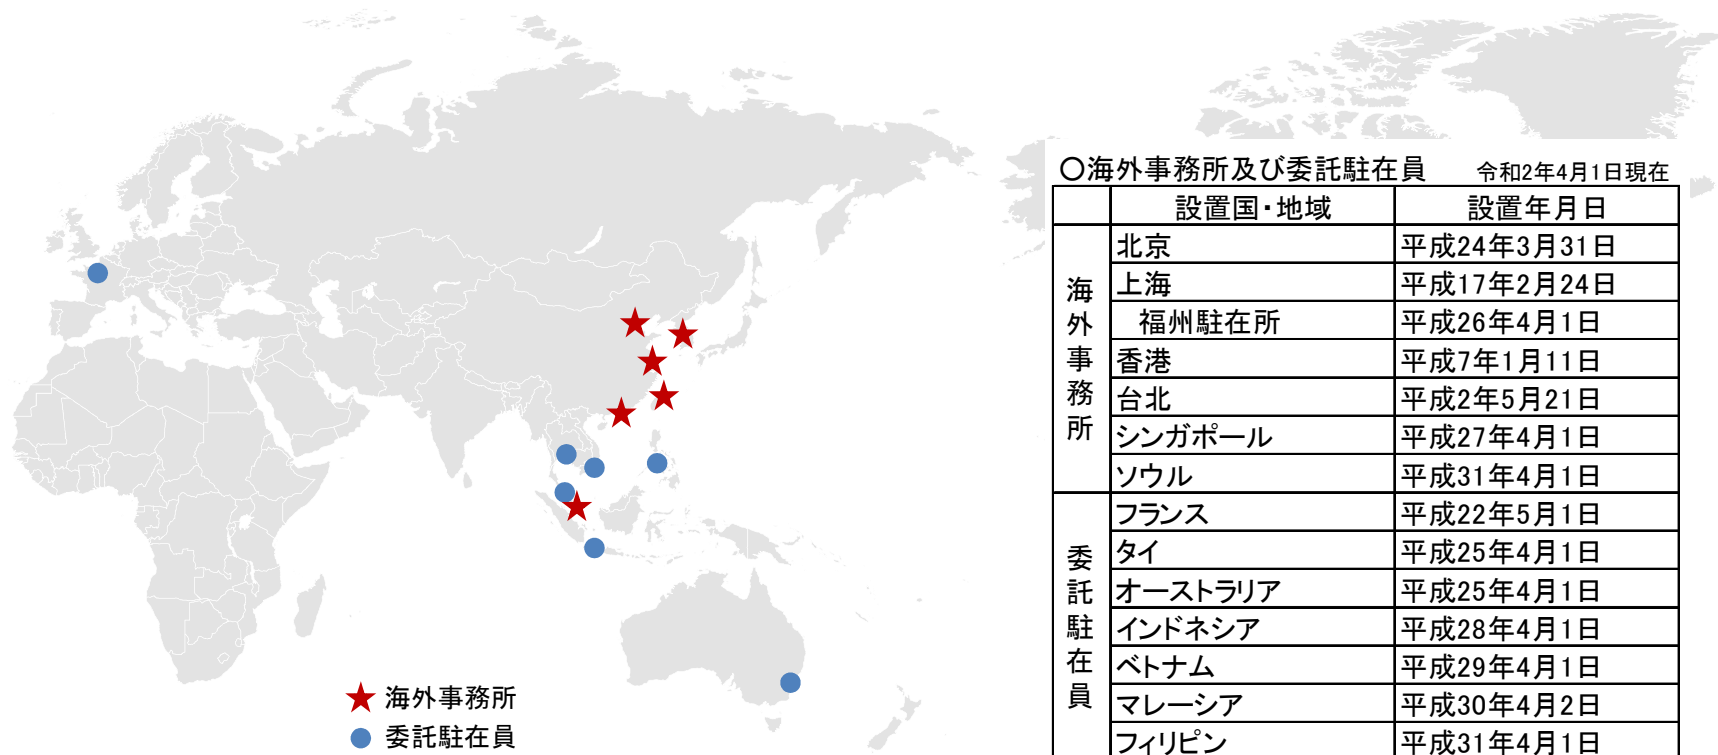 〇海外事務所及び委託駐在員 令和2年4月1日現在
設置国・地域 設置年月日
海外事務所
北京 平成24年3月31日
上海 平成17年2月24日
福州駐在所 平成26年4月1日
香港 平成7年1月11日
台北 平成2年5月21日
シンガポール 平成27年4月1日
ソウル 平成31年4月1日
委託駐在員
フランス 平成22年5月1日
タイ 平成25年4月1日
オーストラリア 平成25年4月1日
インドネシア 平成28年4月1日
ベトナム 平成29年4月1日
マレーシア 平成30年4月2日
フィリピン 平成31年4月1日
海外事務所
委託駐在員